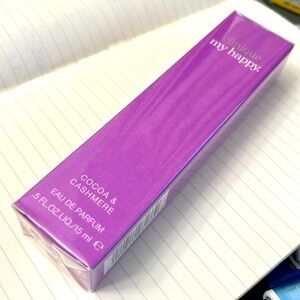 clinique
my happy.
COCOA &
CASHMERE
EAU DE PARFUM
.5 FL.OZ.LIQ./15 ml ℮